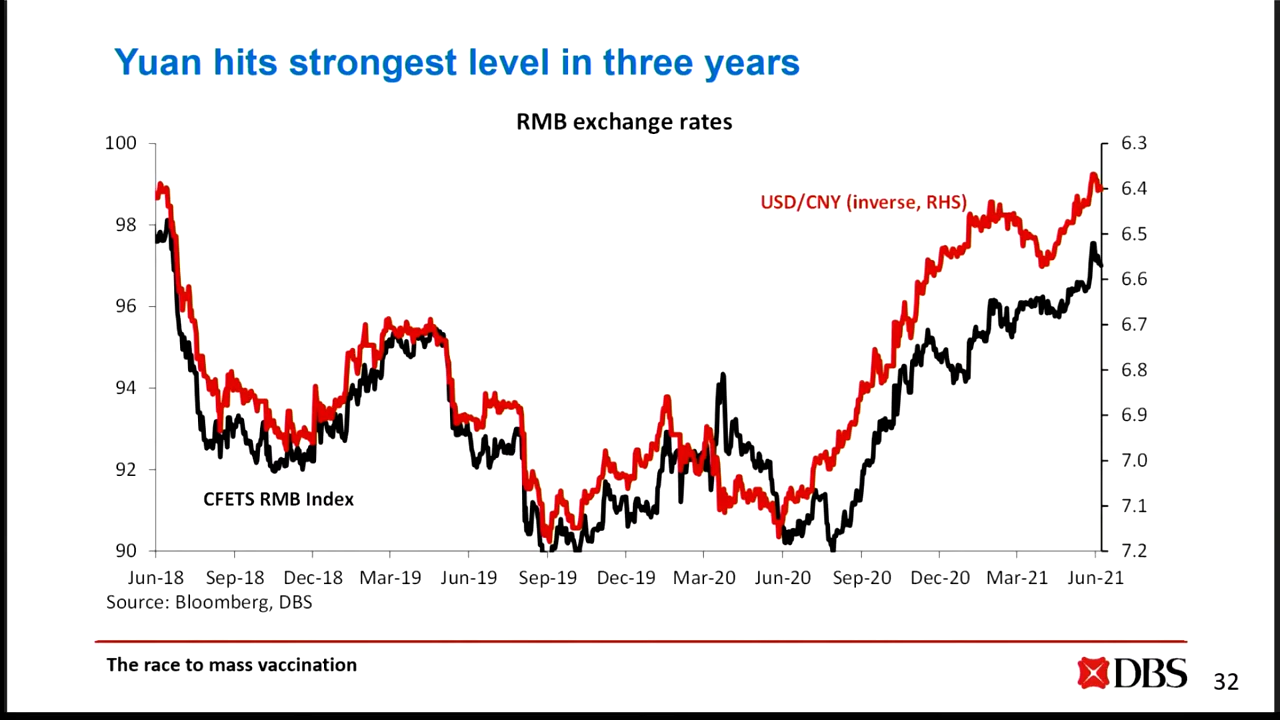 Yuan hits strongest level in three years
RMB exchange rates
100
98
96
94
92
90
6.3
6.4
6.5
6.6
6.7
6.8
6.9
7.0
7.1
7.2
USD/CNY (inverse, RHS)
CFETS RMB Index
Jun-18 Sep-18 Dec-18 Mar-19 Jun-19 Sep-19 Dec-19 Mar-20 Jun-20 Sep-20 Dec-20 Mar-21 Jun-21
Source: Bloomberg, DBS
The race to mass vaccination
DBS
32